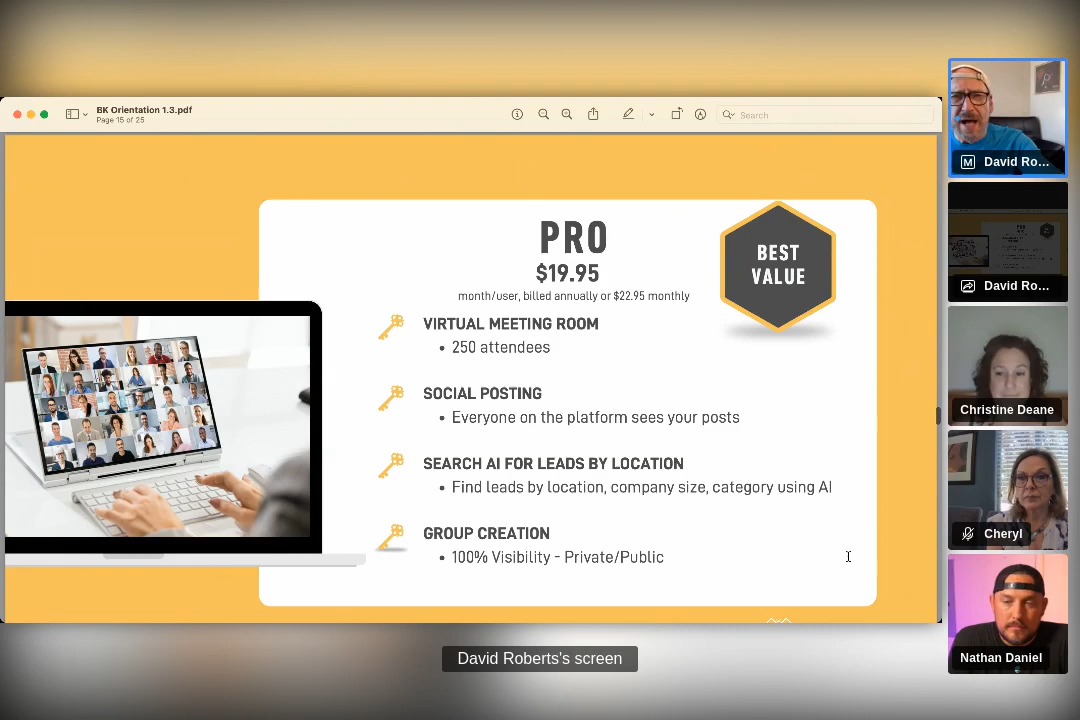 BK Orientation 1.3.pdf
Page 15 of 25
Search
PRO
$19.95
month/user, billed annually or $22.95 monthly
BEST
VALUE
VIRTUAL MEETING ROOM
• 250 attendees
SOCIAL POSTING
• Everyone on the platform sees your posts
SEARCH AI FOR LEADS BY LOCATION
• Find leads by location, company size, category using AI
GROUP CREATION
• 100% Visibility - Private/Public
David Roberts's screen
M
David Ro...
David Ro...
Christine Deane
Cheryl
Nathan Daniel